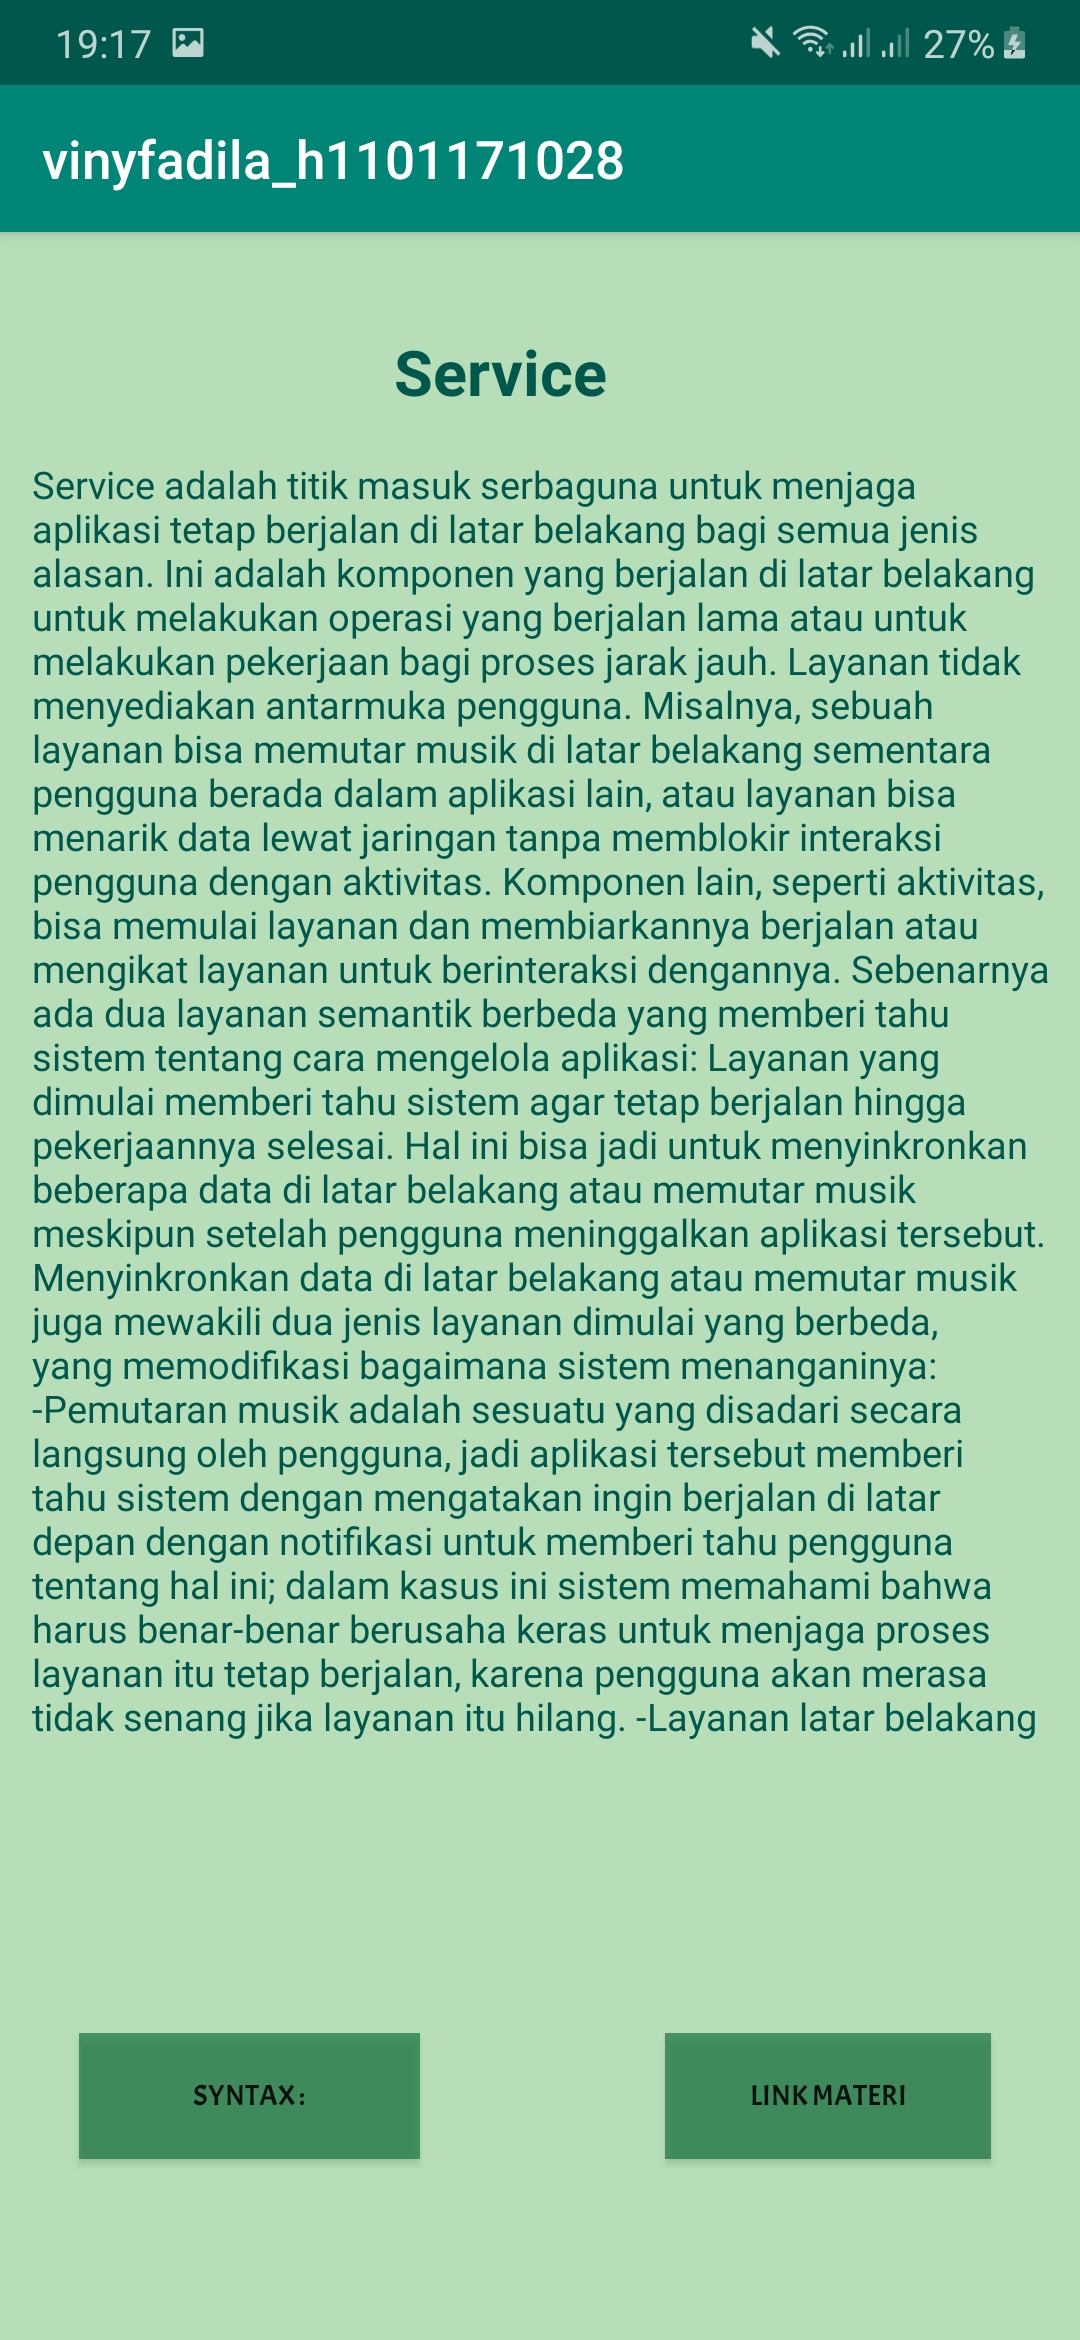 19:17
27%
vinyfadila_h1101171028
Service
Service adalah titik masuk serbaguna untuk menjaga
aplikasi tetap berjalan di latar belakang bagi semua jenis
alasan. Ini adalah komponen yang berjalan di latar belakang
untuk melakukan operasi yang berjalan lama atau untuk
melakukan pekerjaan bagi proses jarak jauh. Layanan tidak
menyediakan antarmuka pengguna. Misalnya, sebuah
layanan bisa memutar musik di latar belakang sementara
pengguna berada dalam aplikasi lain, atau layanan bisa
menarik data lewat jaringan tanpa memblokir interaksi
pengguna dengan aktivitas. Komponen lain, seperti aktivitas,
bisa memulai layanan dan membiarkannya berjalan atau
mengikat layanan untuk berinteraksi dengannya. Sebenarnya
ada dua layanan semantik berbeda yang memberi tahu
sistem tentang cara mengelola aplikasi: Layanan yang
dimulai memberi tahu sistem agar tetap berjalan hingga
pekerjaannya selesai. Hal ini bisa jadi untuk menyinkronkan
beberapa data di latar belakang atau memutar musik
meskipun setelah pengguna meninggalkan aplikasi tersebut.
Menyinkronkan data di latar belakang atau memutar musik
juga mewakili dua jenis layanan dimulai yang berbeda,
yang memodifikasi bagaimana sistem menanganinya:
-Pemutaran musik adalah sesuatu yang disadari secara
langsung oleh pengguna, jadi aplikasi tersebut memberi
tahu sistem dengan mengatakan ingin berjalan di latar
depan dengan notifikasi untuk memberi tahu pengguna
tentang hal ini; dalam kasus ini sistem memahami bahwa
harus benar-benar berusaha keras untuk menjaga proses
layanan itu tetap berjalan, karena pengguna akan merasa
tidak senang jika layanan itu hilang. -Layanan latar belakang
SYNTAX :
LINK MATERI